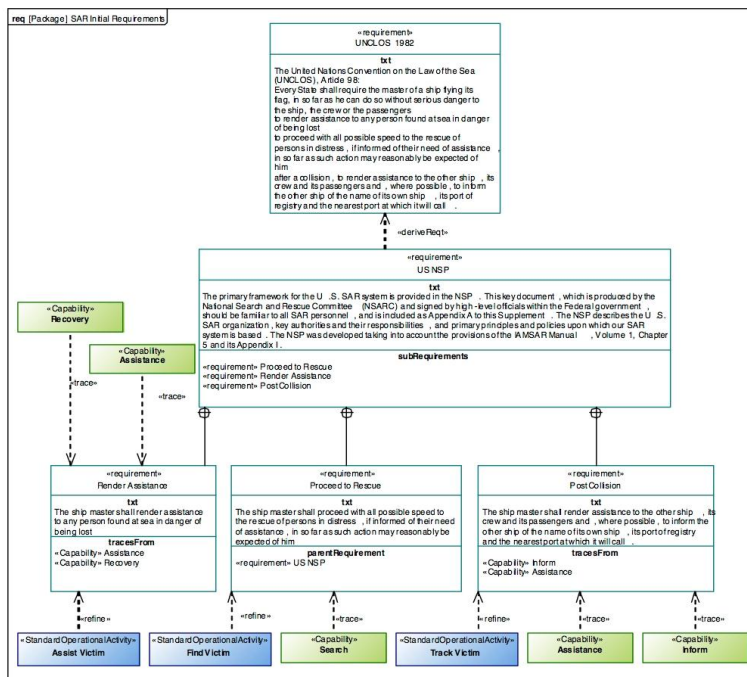 req [Package] SAR Initial Requirements
«requirement»
UNCLOS 1982
txt
The United Nations Convention on the Law of the Sea
(UNCLOS), Article 98:
Every State shall require the master of a ship flying its
flag, in so far as he can do so without serious danger to
the ship, the crew or the passengers
to render assistance to any person found at sea in danger
of being lost
to proceed with all possible speed to the rescue of
persons in distress , if informed of their need of assistance ,
in so far as such action may reasonably be expected of
him
after a collision , to render assistance to the other ship , its
crew and its passengers and , where possible , to inform
the other ship of the name of its own ship , its port of
registry and the nearest port at which it will call .
«deriveReqt»
«requirement»
US NSP
txt
The primary framework for the U .S. SAR system is provided in the NSP . This key document , which is produced by the
National Search and Rescue Committee (NSARC) and signed by high -level officials within the Federal government ,
should be familiar to all SAR personnel , and is included as Appendix A to this Supplement . The NSP describes the U .S.
SAR organization , key authorities and their responsibilities , and primary principles and policies upon which our SAR
system is based . The NSP was developed taking into account the provisions of the IAMSAR Manual , Volume 1, Chapter
5 and its Appendix I .
subRequirements
«requirement» Proceed to Rescue
«requirement» Render Assistance
«requirement» PostCollision
«Capability»
Recovery
«Capability»
Assistance
«trace»
«trace»
«requirement»
Render Assistance
txt
The ship master shall render assistance
to any person found at sea in danger of
being lost
tracesFrom
«Capability» Assistance
«Capability» Recovery
«requirement»
Proceed to Rescue
txt
The ship master shall proceed with all possible speed to
the rescue of persons in distress , if informed of their need
of assistance , in so far as such action may reasonably be
expected of him
parentRequirement
«requirement» US NSP
«requirement»
PostCollision
txt
The ship master shall render assistance to the other ship , its
crew and its passengers and , where possible , to inform the
other ship of the name of its own ship , its port of registry
and the nearest port at which it will call .
tracesFrom
«Capability» Inform
«Capability» Assistance
«refine»
«refine»
«trace»
«refine»
«trace»
«trace»
«StandardOperationalActivity»
Assist Victim
«StandardOperationalActivity»
Find Victim
«Capability»
Search
«StandardOperationalActivity»
Track Victim
«Capability»
Assistance
«Capability»
Inform